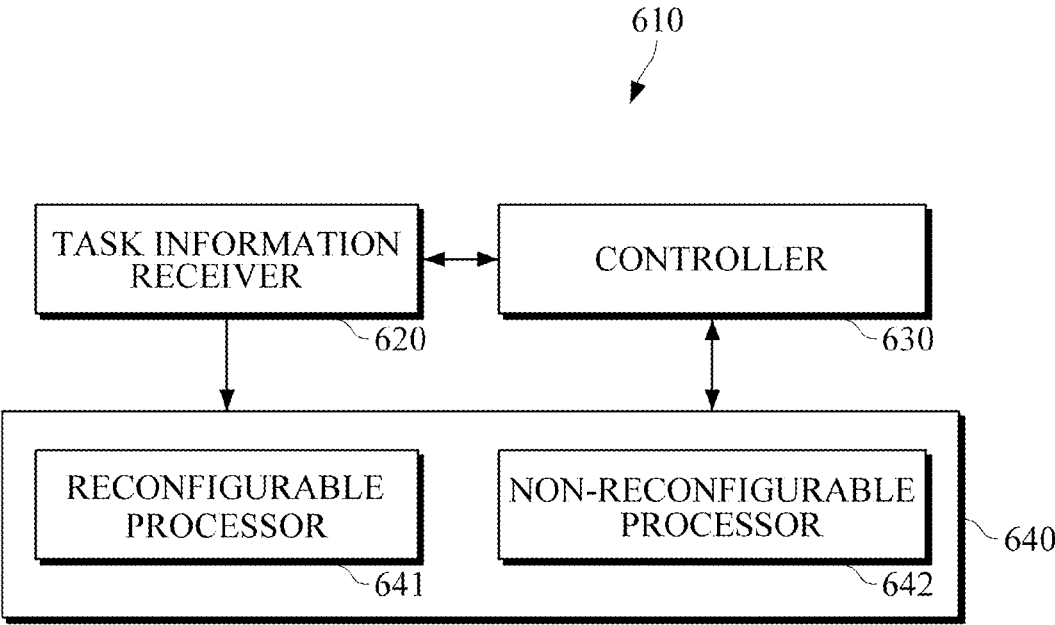 610
TASK INFORMATION
RECEIVER
CONTROLLER
620
630
RECONFIGURABLE
PROCESSOR
NON-RECONFIGURABLE
PROCESSOR
640
641
642